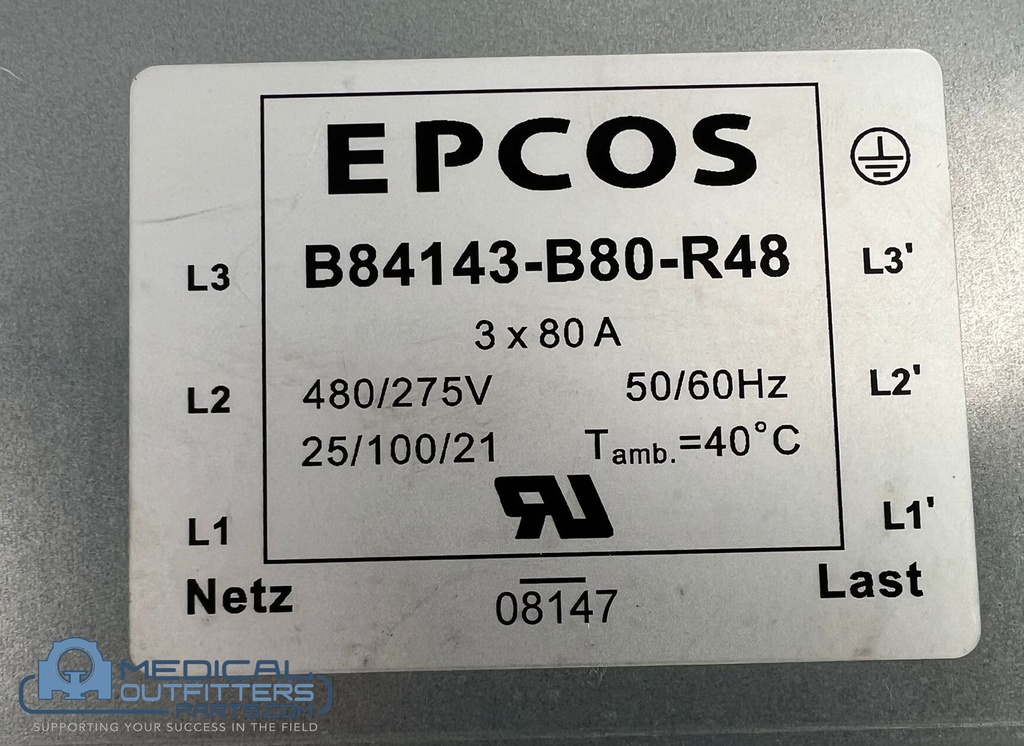 EPCOS
B84143-B80-R48
L3
L3'
3 x 80 A
L2
480/275V 50/60Hz
L2'
25/100/21 Tamb.=40°C
L1
L1'
Netz
Last
08147
MEDICAL
OUTFITTERS
PARTS.COM
SUPPORTING YOUR SUCCESS IN THE FIELD